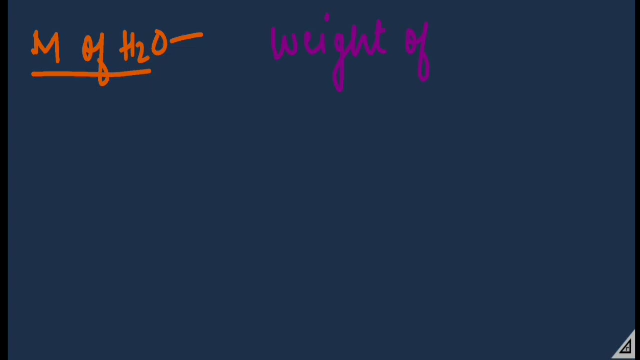 M of H₂O — Weight of